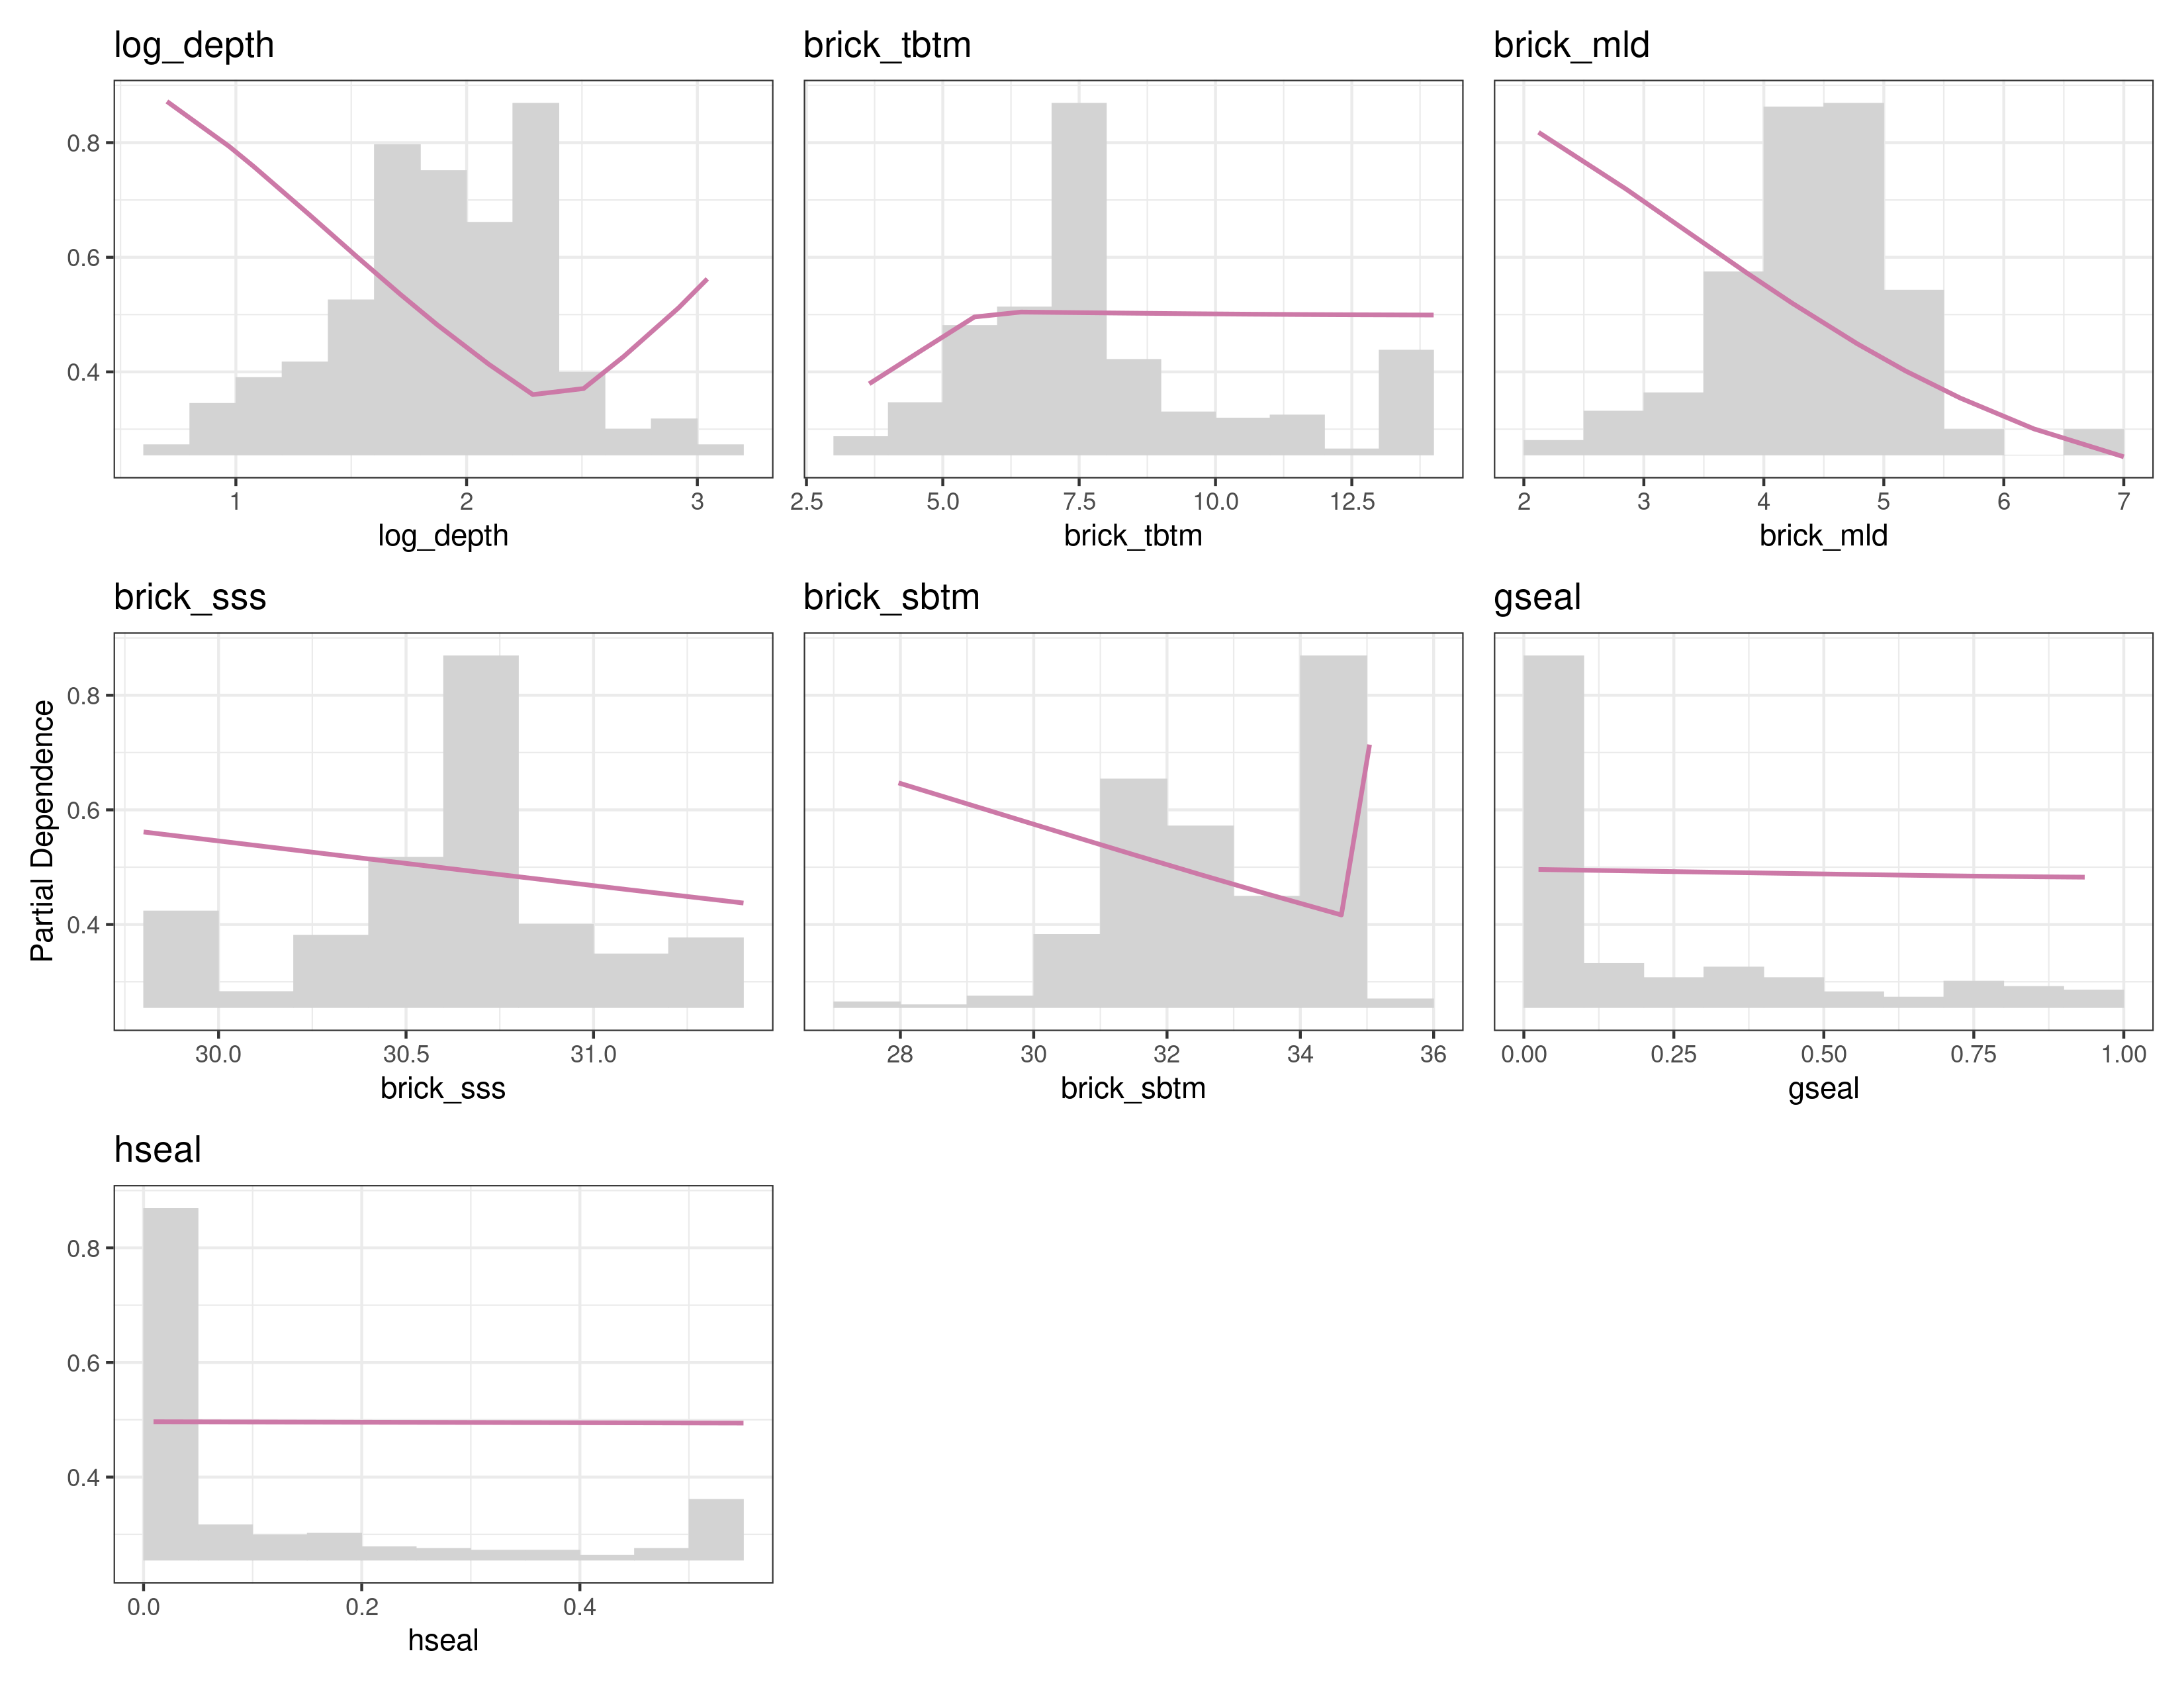 log_depth
brick_tbtm
brick_mld
0.8
0.6
0.4
1 2 3
2.5 5.0 7.5 10.0 12.5
2 3 4 5 6 7
log_depth
brick_tbtm
brick_mld
brick_sss
brick_sbtm
gseal
Partial Dependence
0.8
0.6
0.4
30.0 30.5 31.0
28 30 32 34 36
0.00 0.25 0.50 0.75 1.00
brick_sss
brick_sbtm
gseal
hseal
0.8
0.6
0.4
0.0 0.2 0.4
hseal